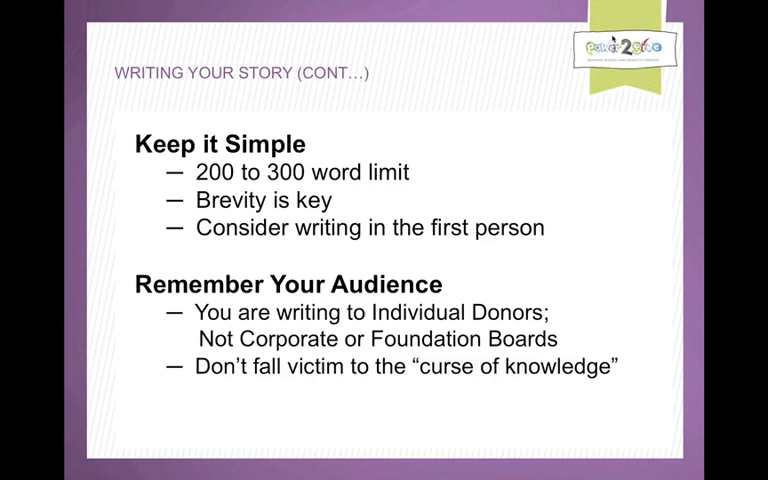 WRITING YOUR STORY (CONT…)
power2give
Keep it Simple
— 200 to 300 word limit
— Brevity is key
— Consider writing in the first person
Remember Your Audience
— You are writing to Individual Donors;
Not Corporate or Foundation Boards
— Don’t fall victim to the “curse of knowledge”